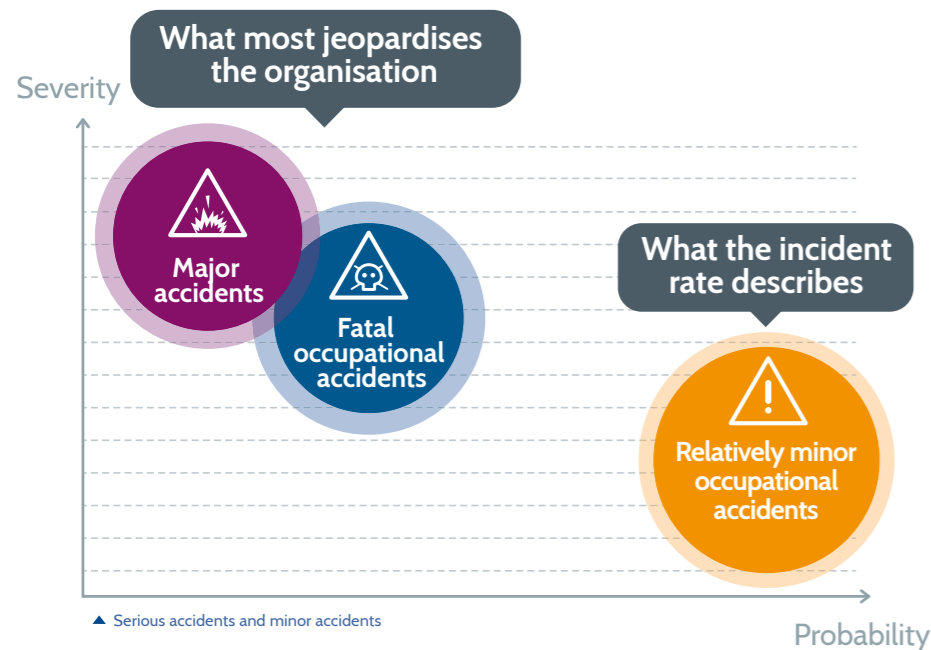 What most jeopardises
the organisation
Severity
Major
accidents
Fatal
occupational
accidents
What the incident
rate describes
Relatively minor
occupational
accidents
Serious accidents and minor accidents
Probability